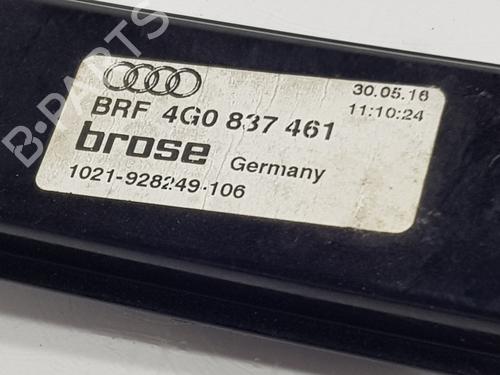 B-PARTS
30.05.16
11:10:24
BRF 4G0 837 461
brose Germany
1021-928249-106